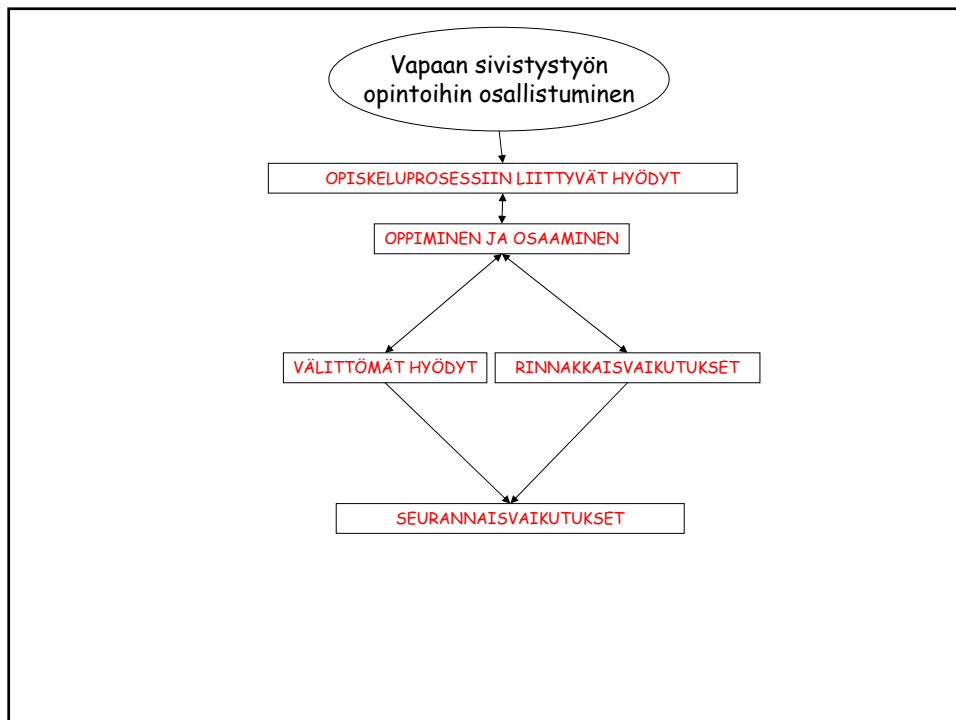 Vapaan sivistystyön
opintoihin osallistuminen
OPISKELUPROSESSIIN LIITTYVÄT HYÖDYT
OPPIMINEN JA OSAAMINEN
VÄLITTÖMÄT HYÖDYT
RINNAKKAISVAIKUTUKSET
SEURANNAISVAIKUTUKSET